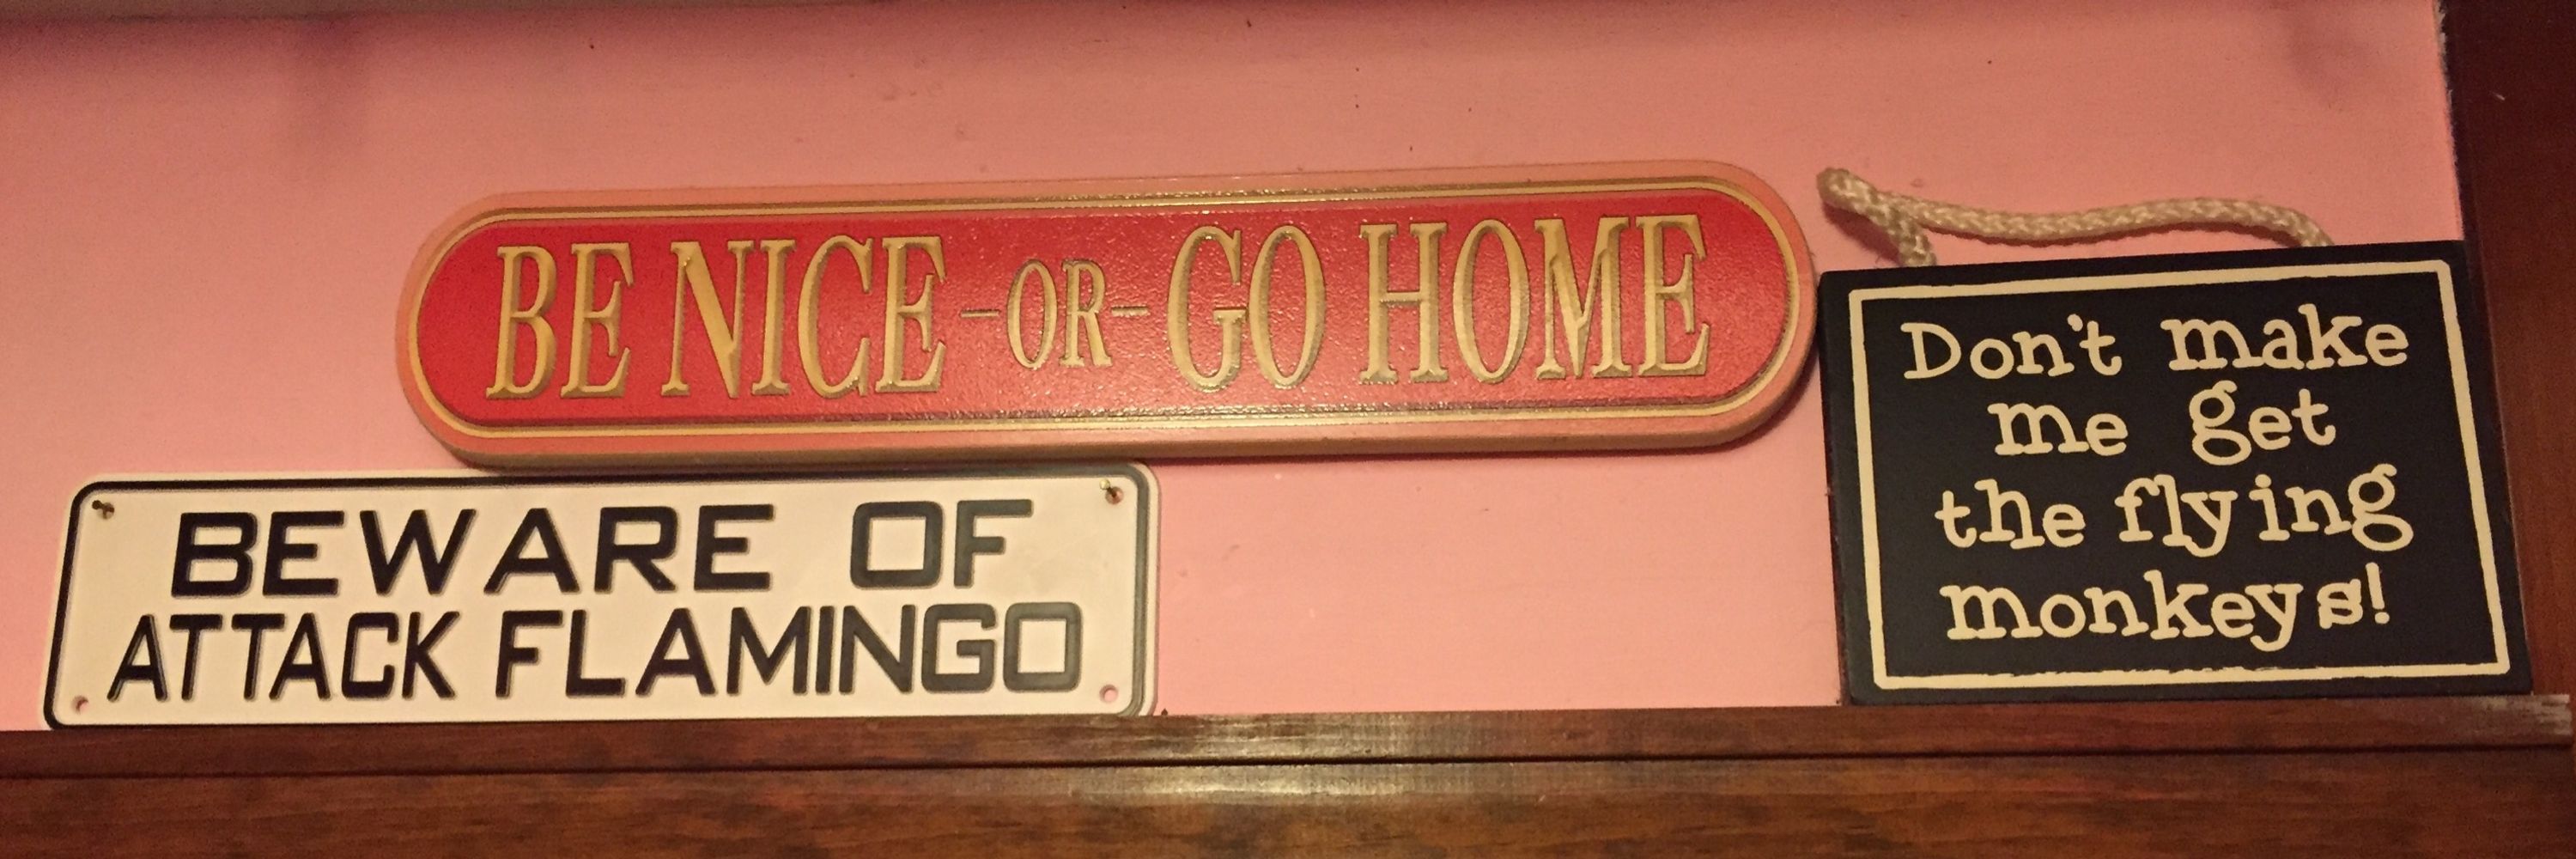 BE NICE -OR- GO HOME
BEWARE OF
ATTACK FLAMINGO
Don't make
me get
the flying
monkeys!